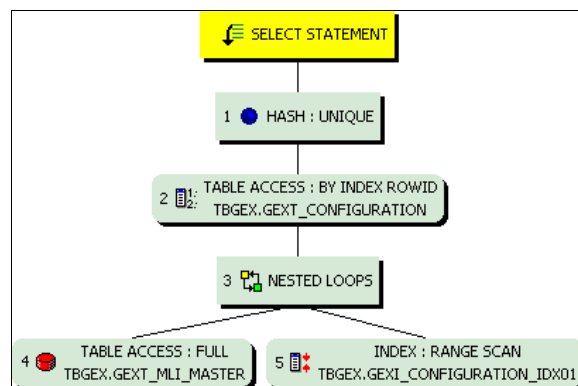 SELECT STATEMENT
1 HASH : UNIQUE
2 1: 2: TABLE ACCESS : BY INDEX ROWID
TBGEX.GEXT_CONFIGURATION
3 NESTED LOOPS
4 TABLE ACCESS : FULL
TBGEX.GEXT_MLI_MASTER
5 INDEX : RANGE SCAN
TBGEX.GEXI_CONFIGURATION_IDX01